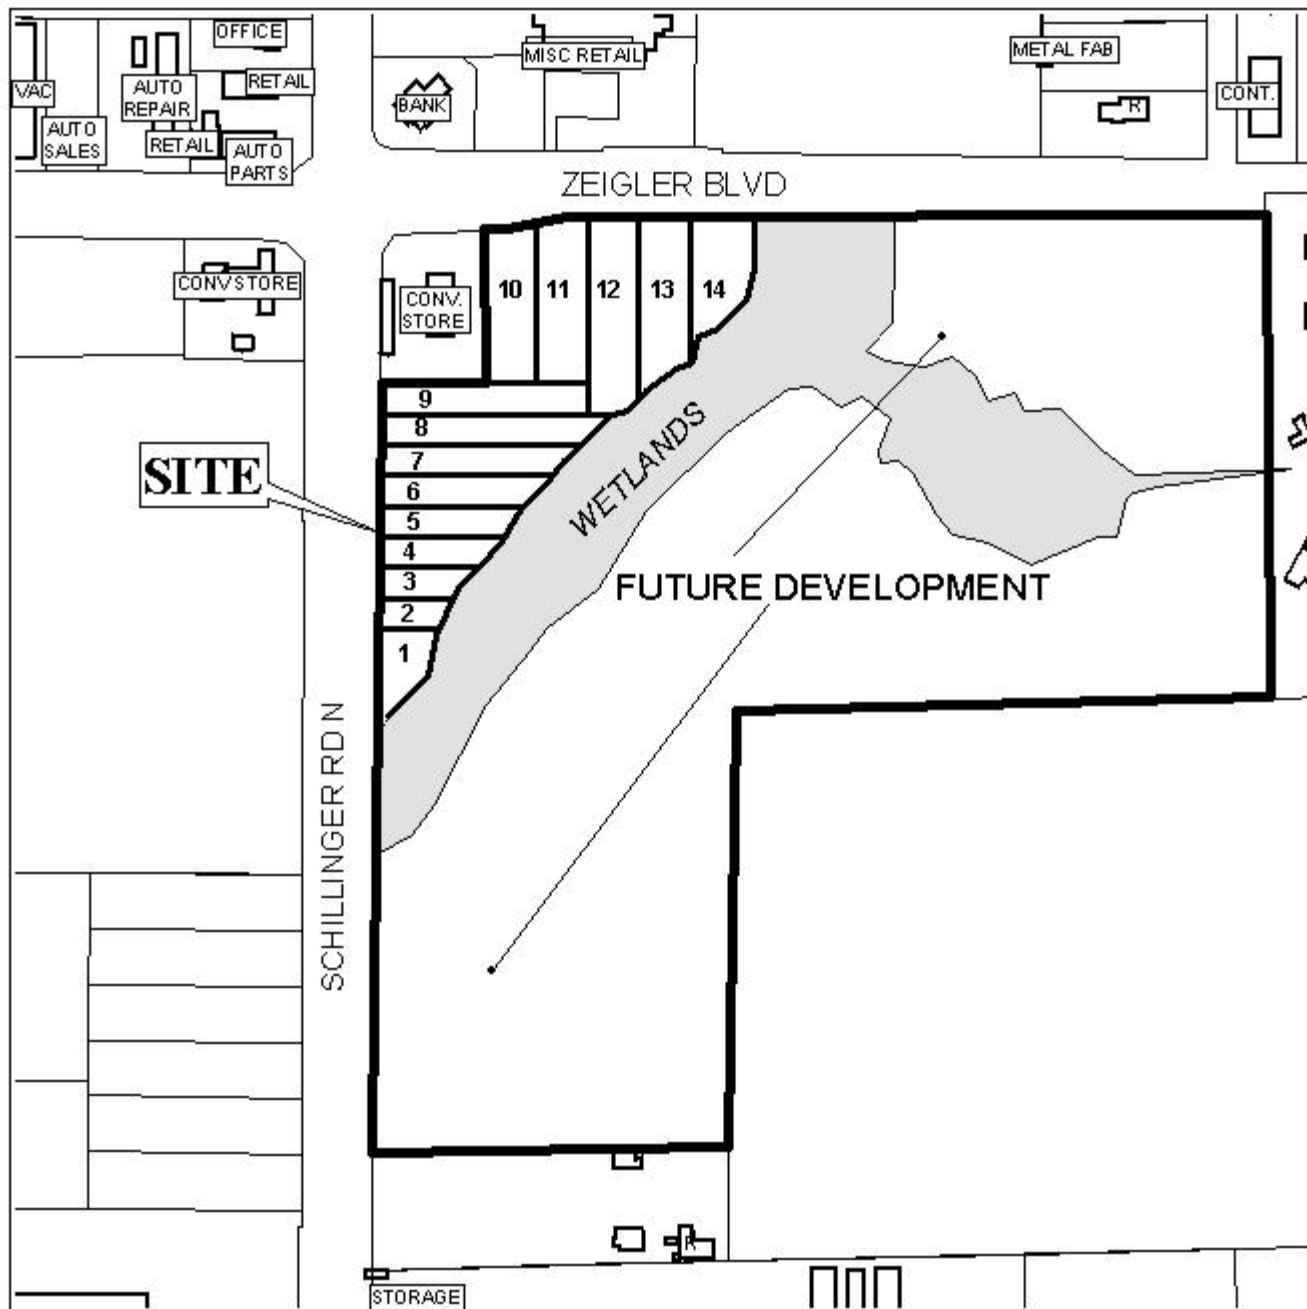 OFFICE
MISC RETAIL
METAL FAB
VAC
AUTO
REPAIR
RETAIL
BANK
CONT.
R
AUTO
SALES
RETAIL
AUTO
PARTS
ZEIGLER BLVD
CONV STORE
CONV.
STORE
10
11
12
13
14
9
8
7
6
5
4
3
2
1
SITE
WETLANDS
FUTURE DEVELOPMENT
SCHILLINGER RD N
R
STORAGE